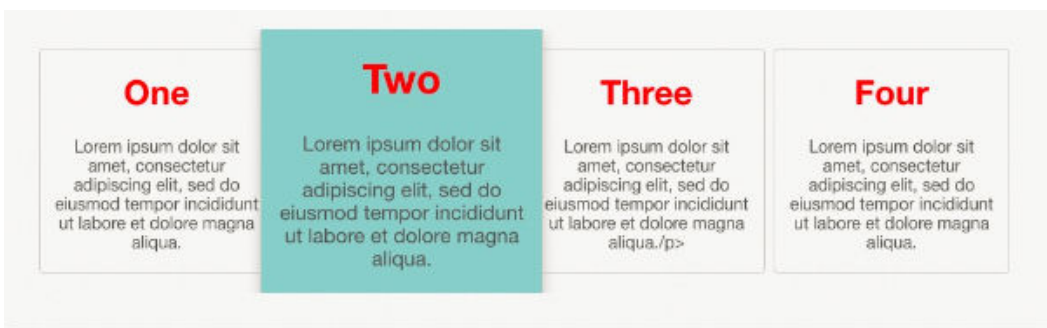 One
Lorem ipsum dolor sit
amet, consectetur
adipiscing elit, sed do
eiusmod tempor incididunt
ut labore et dolore magna
aliqua.
Two
Lorem ipsum dolor sit
amet, consectetur
adipiscing elit, sed do
eiusmod tempor incididunt
ut labore et dolore magna
aliqua.
Three
Lorem ipsum dolor sit
amet, consectetur
adipiscing elit, sed do
eiusmod tempor incididunt
ut labore et dolore magna
aliqua./p>
Four
Lorem ipsum dolor sit
amet, consectetur
adipiscing elit, sed do
eiusmod tempor incididunt
ut labore et dolore magna
aliqua.